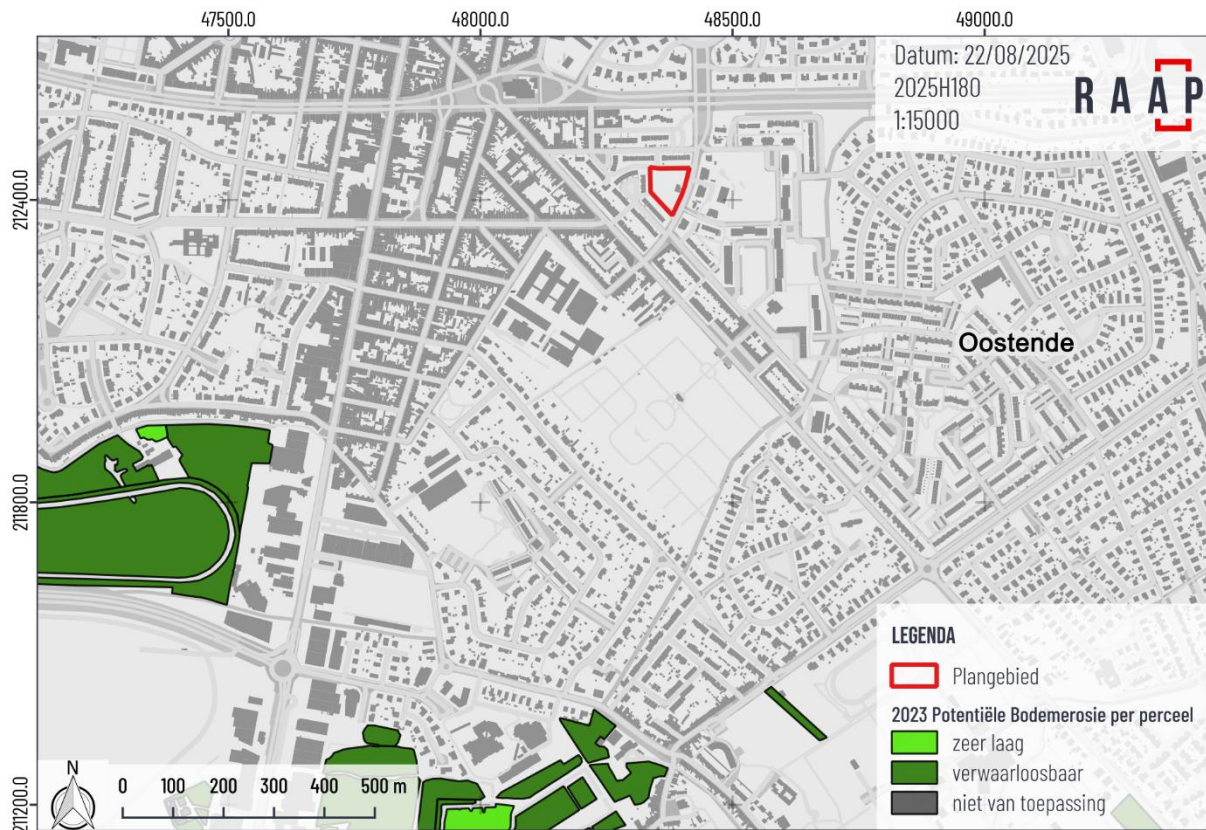 47500.0 48000.0 48500.0 49000.0
Datum: 22/08/2025
2025H180
1:15000
RAAP
212400.0
Oostende
211800.0
LEGENDA
Plangebied
2023 Potentiële Bodemerosie per perceel
zeer laag
verwaarloosbaar
niet van toepassing
N
0 100 200 300 400 500 m
211200.0